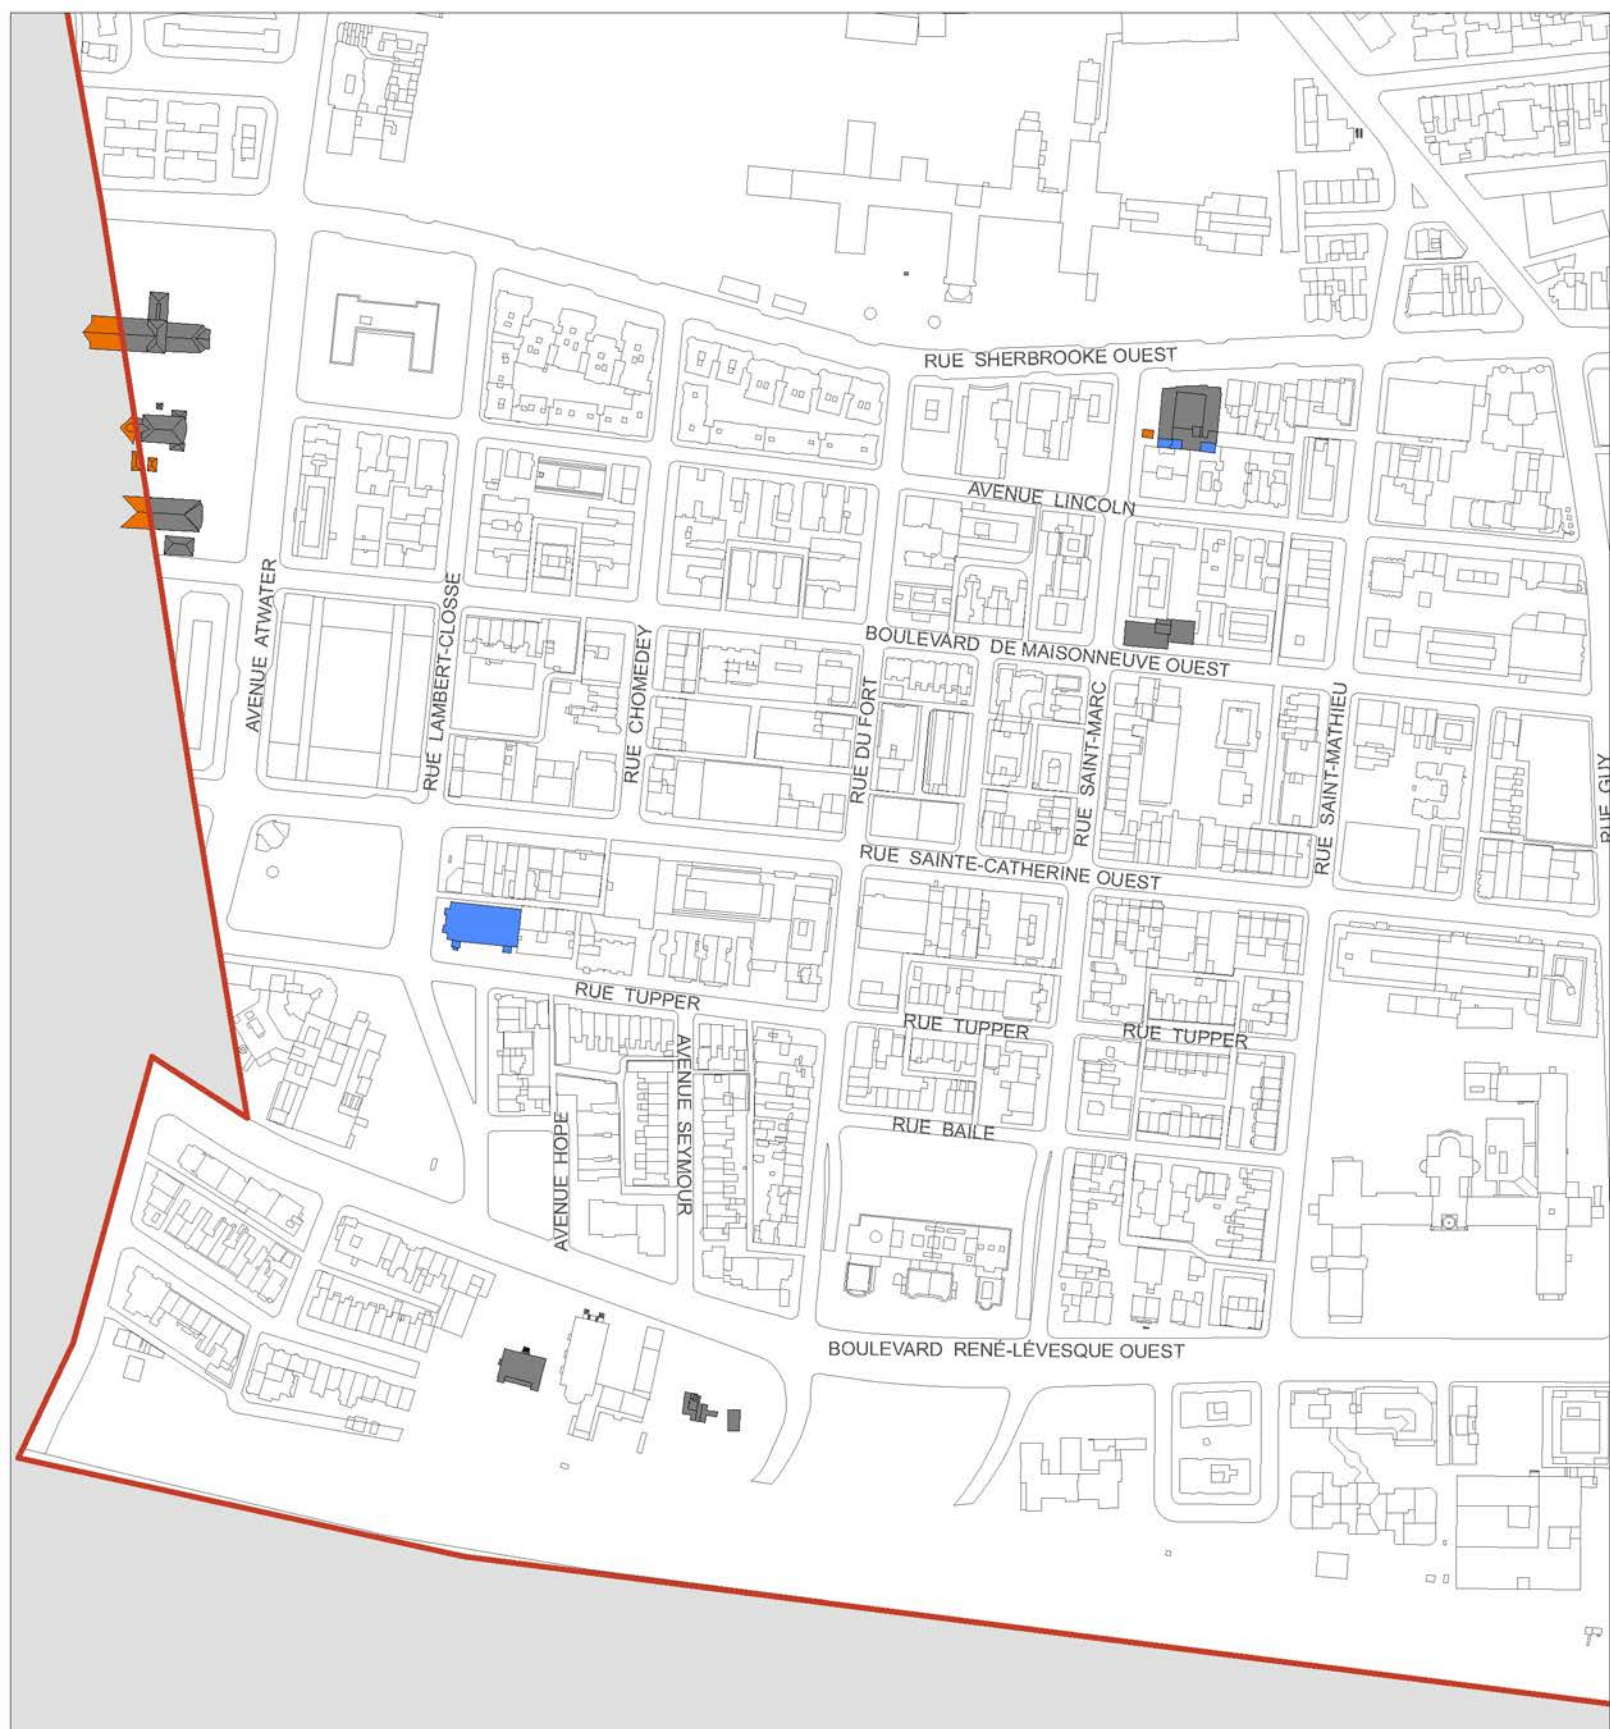 RUE SHERBROOKE OUEST
AVENUE LINCOLN
AVENUE ATWATER
RUE LAMBERT-CLOSSE
RUE CHOMEDEY
BOULEVARD DE MAISONNEUVE OUEST
RUE DU FORT
RUE SAINT-MARC
RUE SAINT-MATHIEU
RUE GUY
RUE SAINTE-CATHERINE OUEST
RUE TUPPER
RUE TUPPER
RUE TUPPER
AVENUE HOPE
AVENUE SEYMOUR
RUE BAILE
BOULEVARD RENÉ-LÉVESQUE OUEST